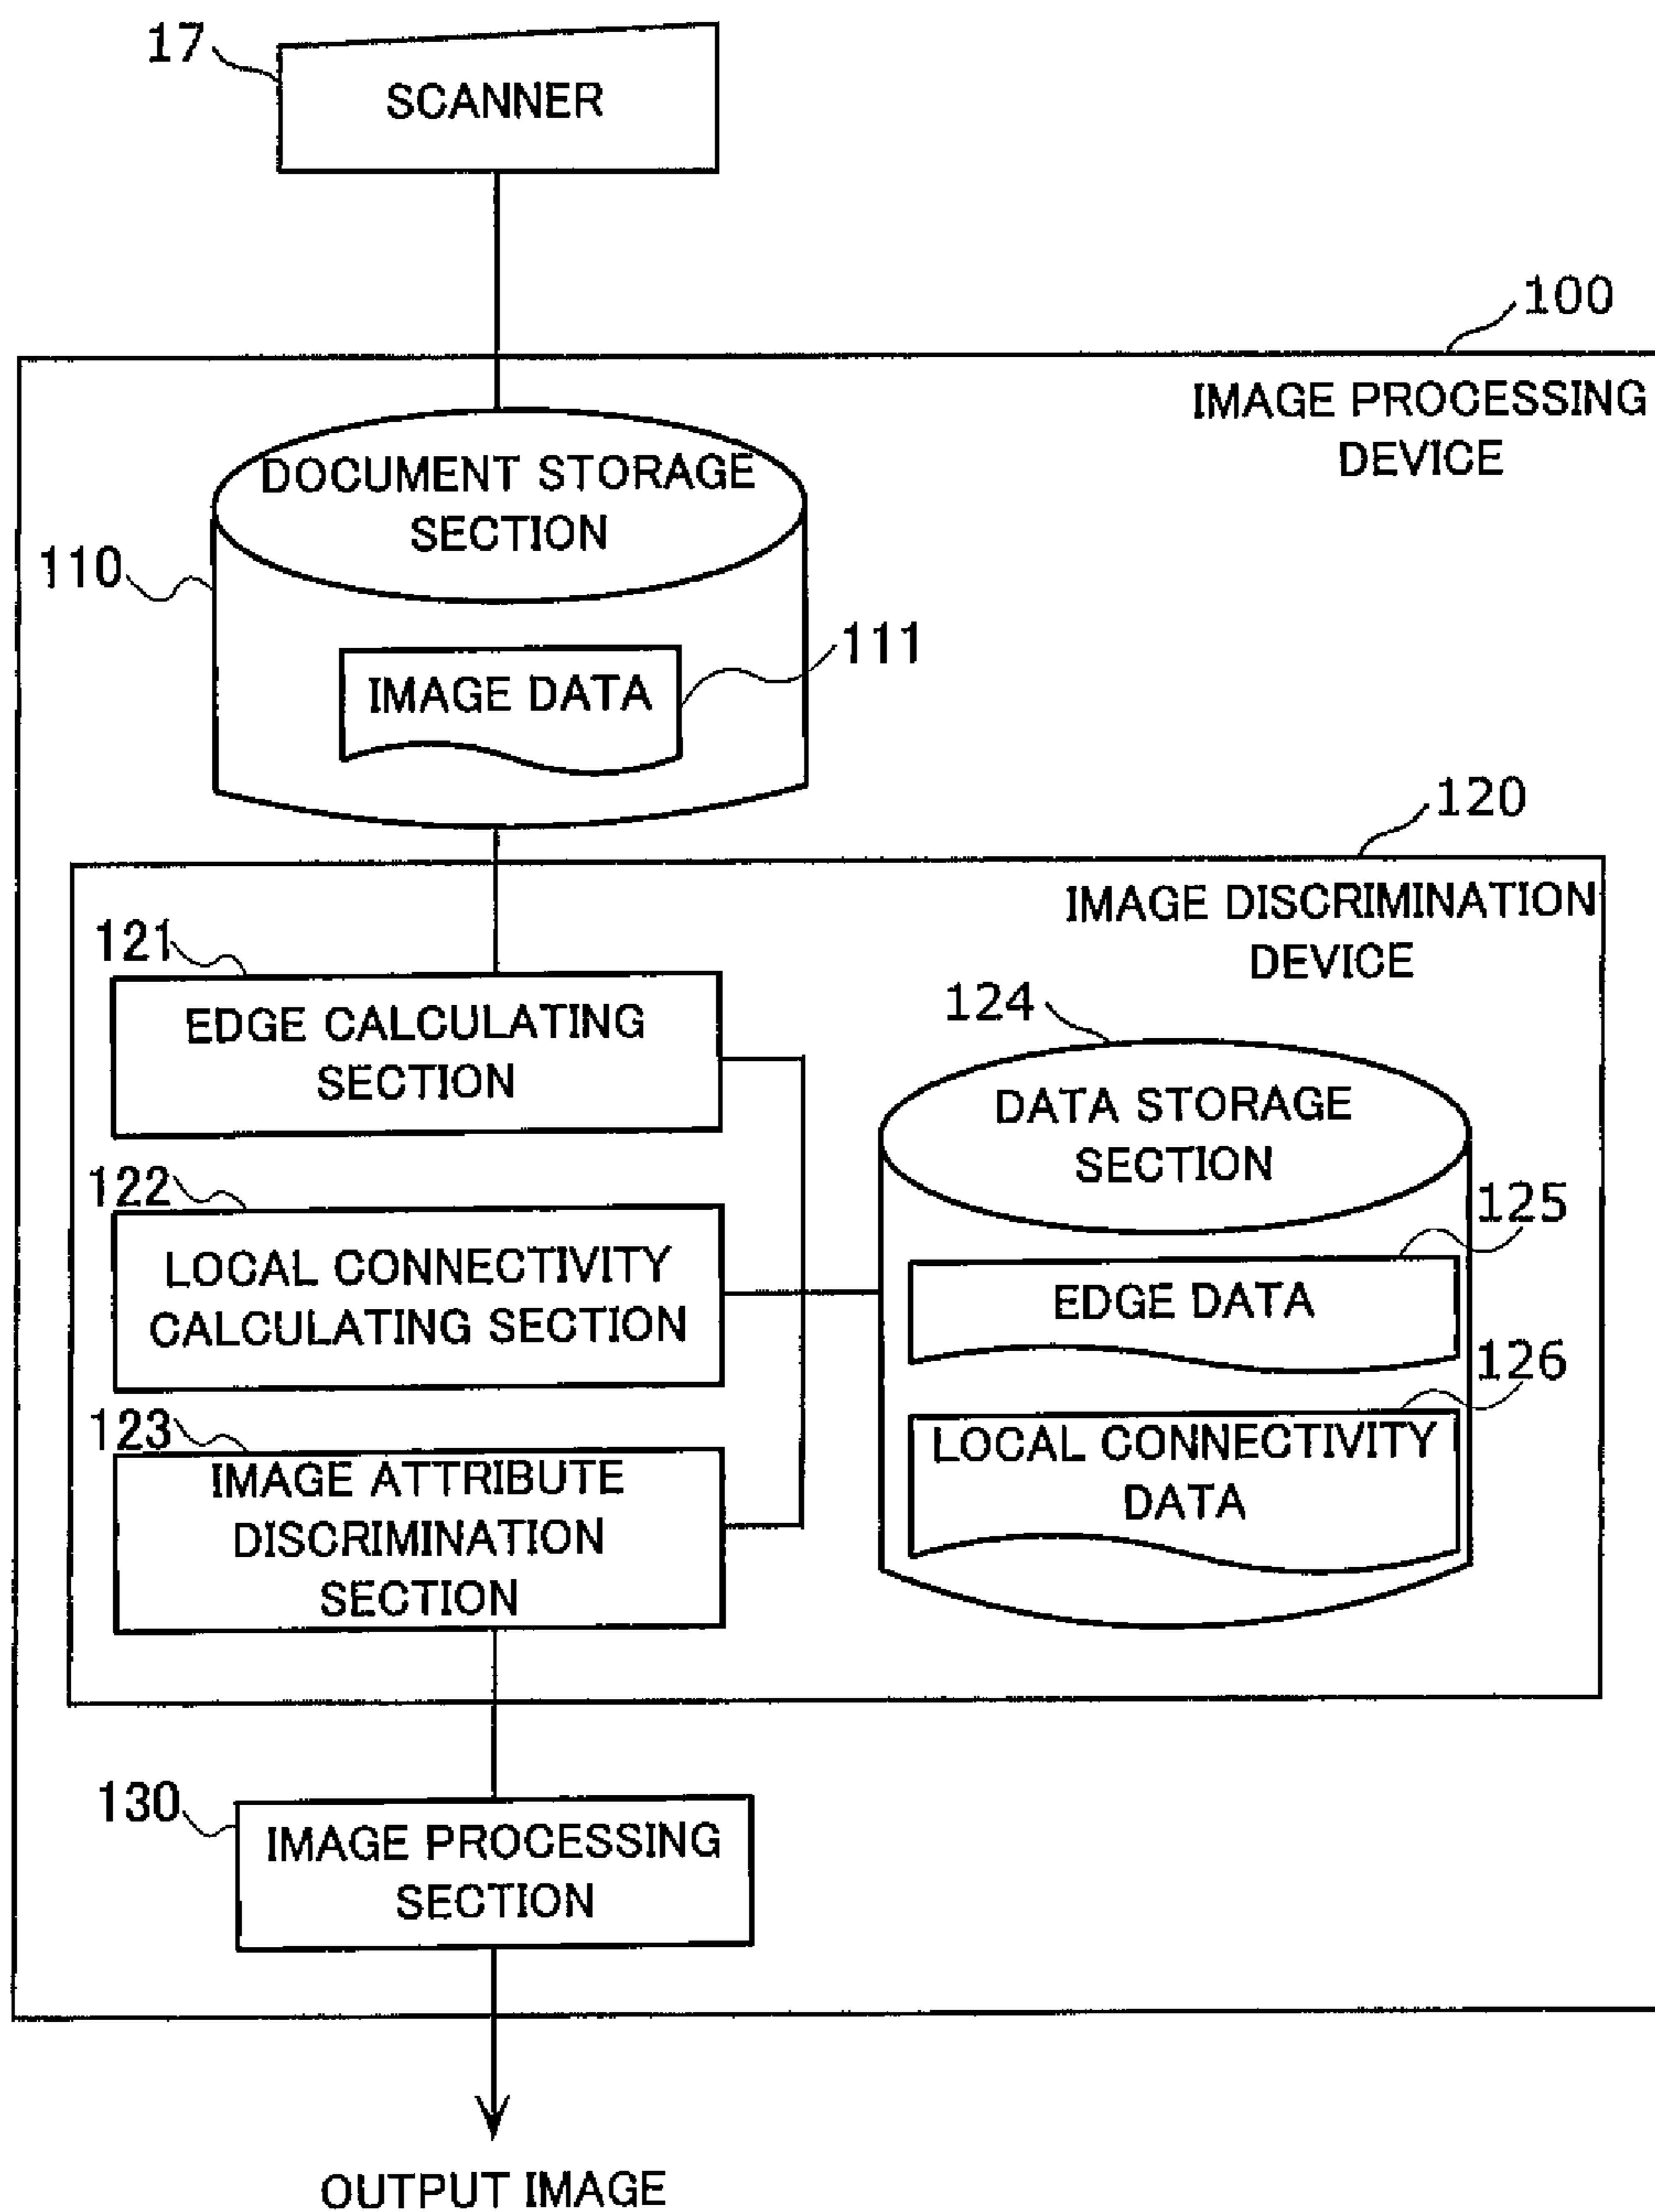 17
SCANNER
100
IMAGE PROCESSING
DEVICE
DOCUMENT STORAGE
SECTION
110
111
IMAGE DATA
120
IMAGE DISCRIMINATION
DEVICE
121
EDGE CALCULATING
SECTION
124
DATA STORAGE
SECTION
122
LOCAL CONNECTIVITY
CALCULATING SECTION
125
EDGE DATA
126
LOCAL CONNECTIVITY
DATA
123
IMAGE ATTRIBUTE
DISCRIMINATION
SECTION
130
IMAGE PROCESSING
SECTION
OUTPUT IMAGE